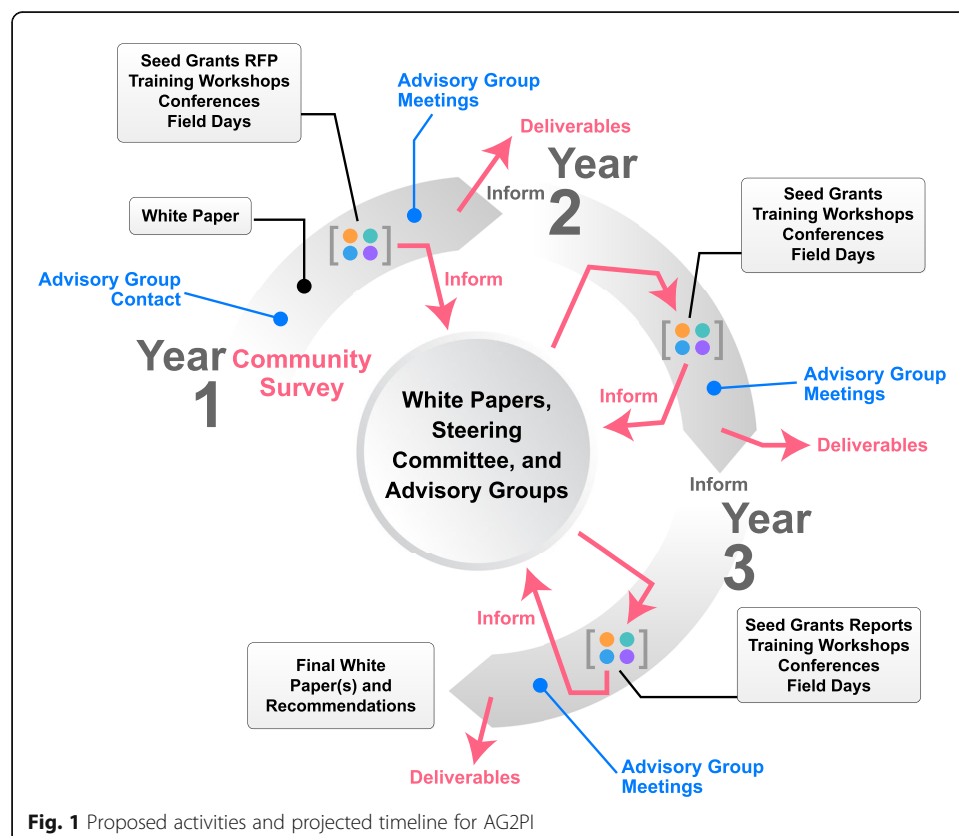 Seed Grants RFP
Training Workshops
Conferences
Field Days
Advisory Group
Meetings
Deliverables
White Paper
Inform
Year
2
Seed Grants
Training Workshops
Conferences
Field Days
Advisory Group
Contact
Inform
Year
1
Community
Survey
White Papers,
Steering
Committee, and
Advisory Groups
Inform
Advisory Group
Meetings
Deliverables
Inform
Year
3
Inform
Seed Grants Reports
Training Workshops
Conferences
Field Days
Final White
Paper(s) and
Recommendations
Deliverables
Advisory Group
Meetings
Fig. 1 Proposed activities and projected timeline for AG2PI